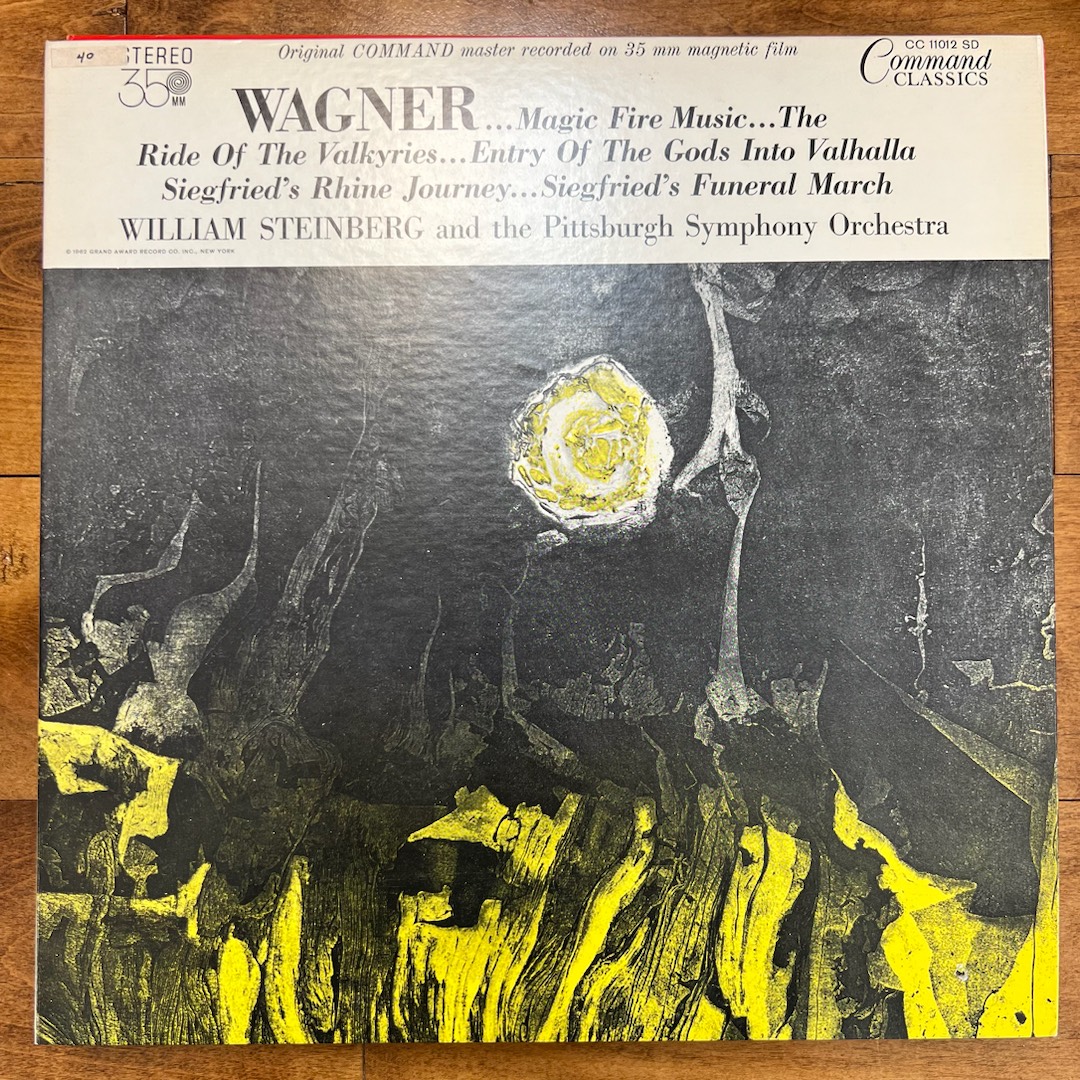 40
STEREO
35 MM
Original COMMAND master recorded on 35 mm magnetic film
CC 11012 SD
Command
CLASSICS
WAGNER...Magic Fire Music...The
Ride Of The Valkyries...Entry Of The Gods Into Valhalla
Siegfried's Rhine Journey...Siegfried's Funeral March
WILLIAM STEINBERG and the Pittsburgh Symphony Orchestra
© 1962 GRAND AWARD RECORD CO. INC., NEW YORK